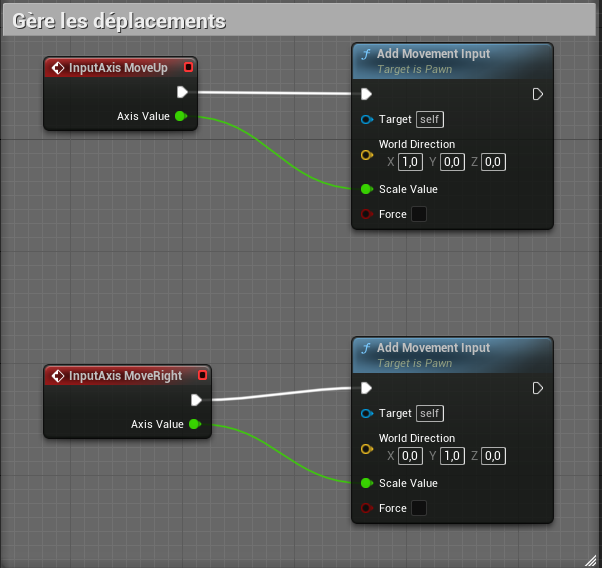 Gère les déplacements
InputAxis MoveUp
Axis Value
f Add Movement Input
Target is Pawn
Target self
World Direction
X 1,0 Y 0,0 Z 0,0
Scale Value
Force
InputAxis MoveRight
Axis Value
f Add Movement Input
Target is Pawn
Target self
World Direction
X 0,0 Y 1,0 Z 0,0
Scale Value
Force